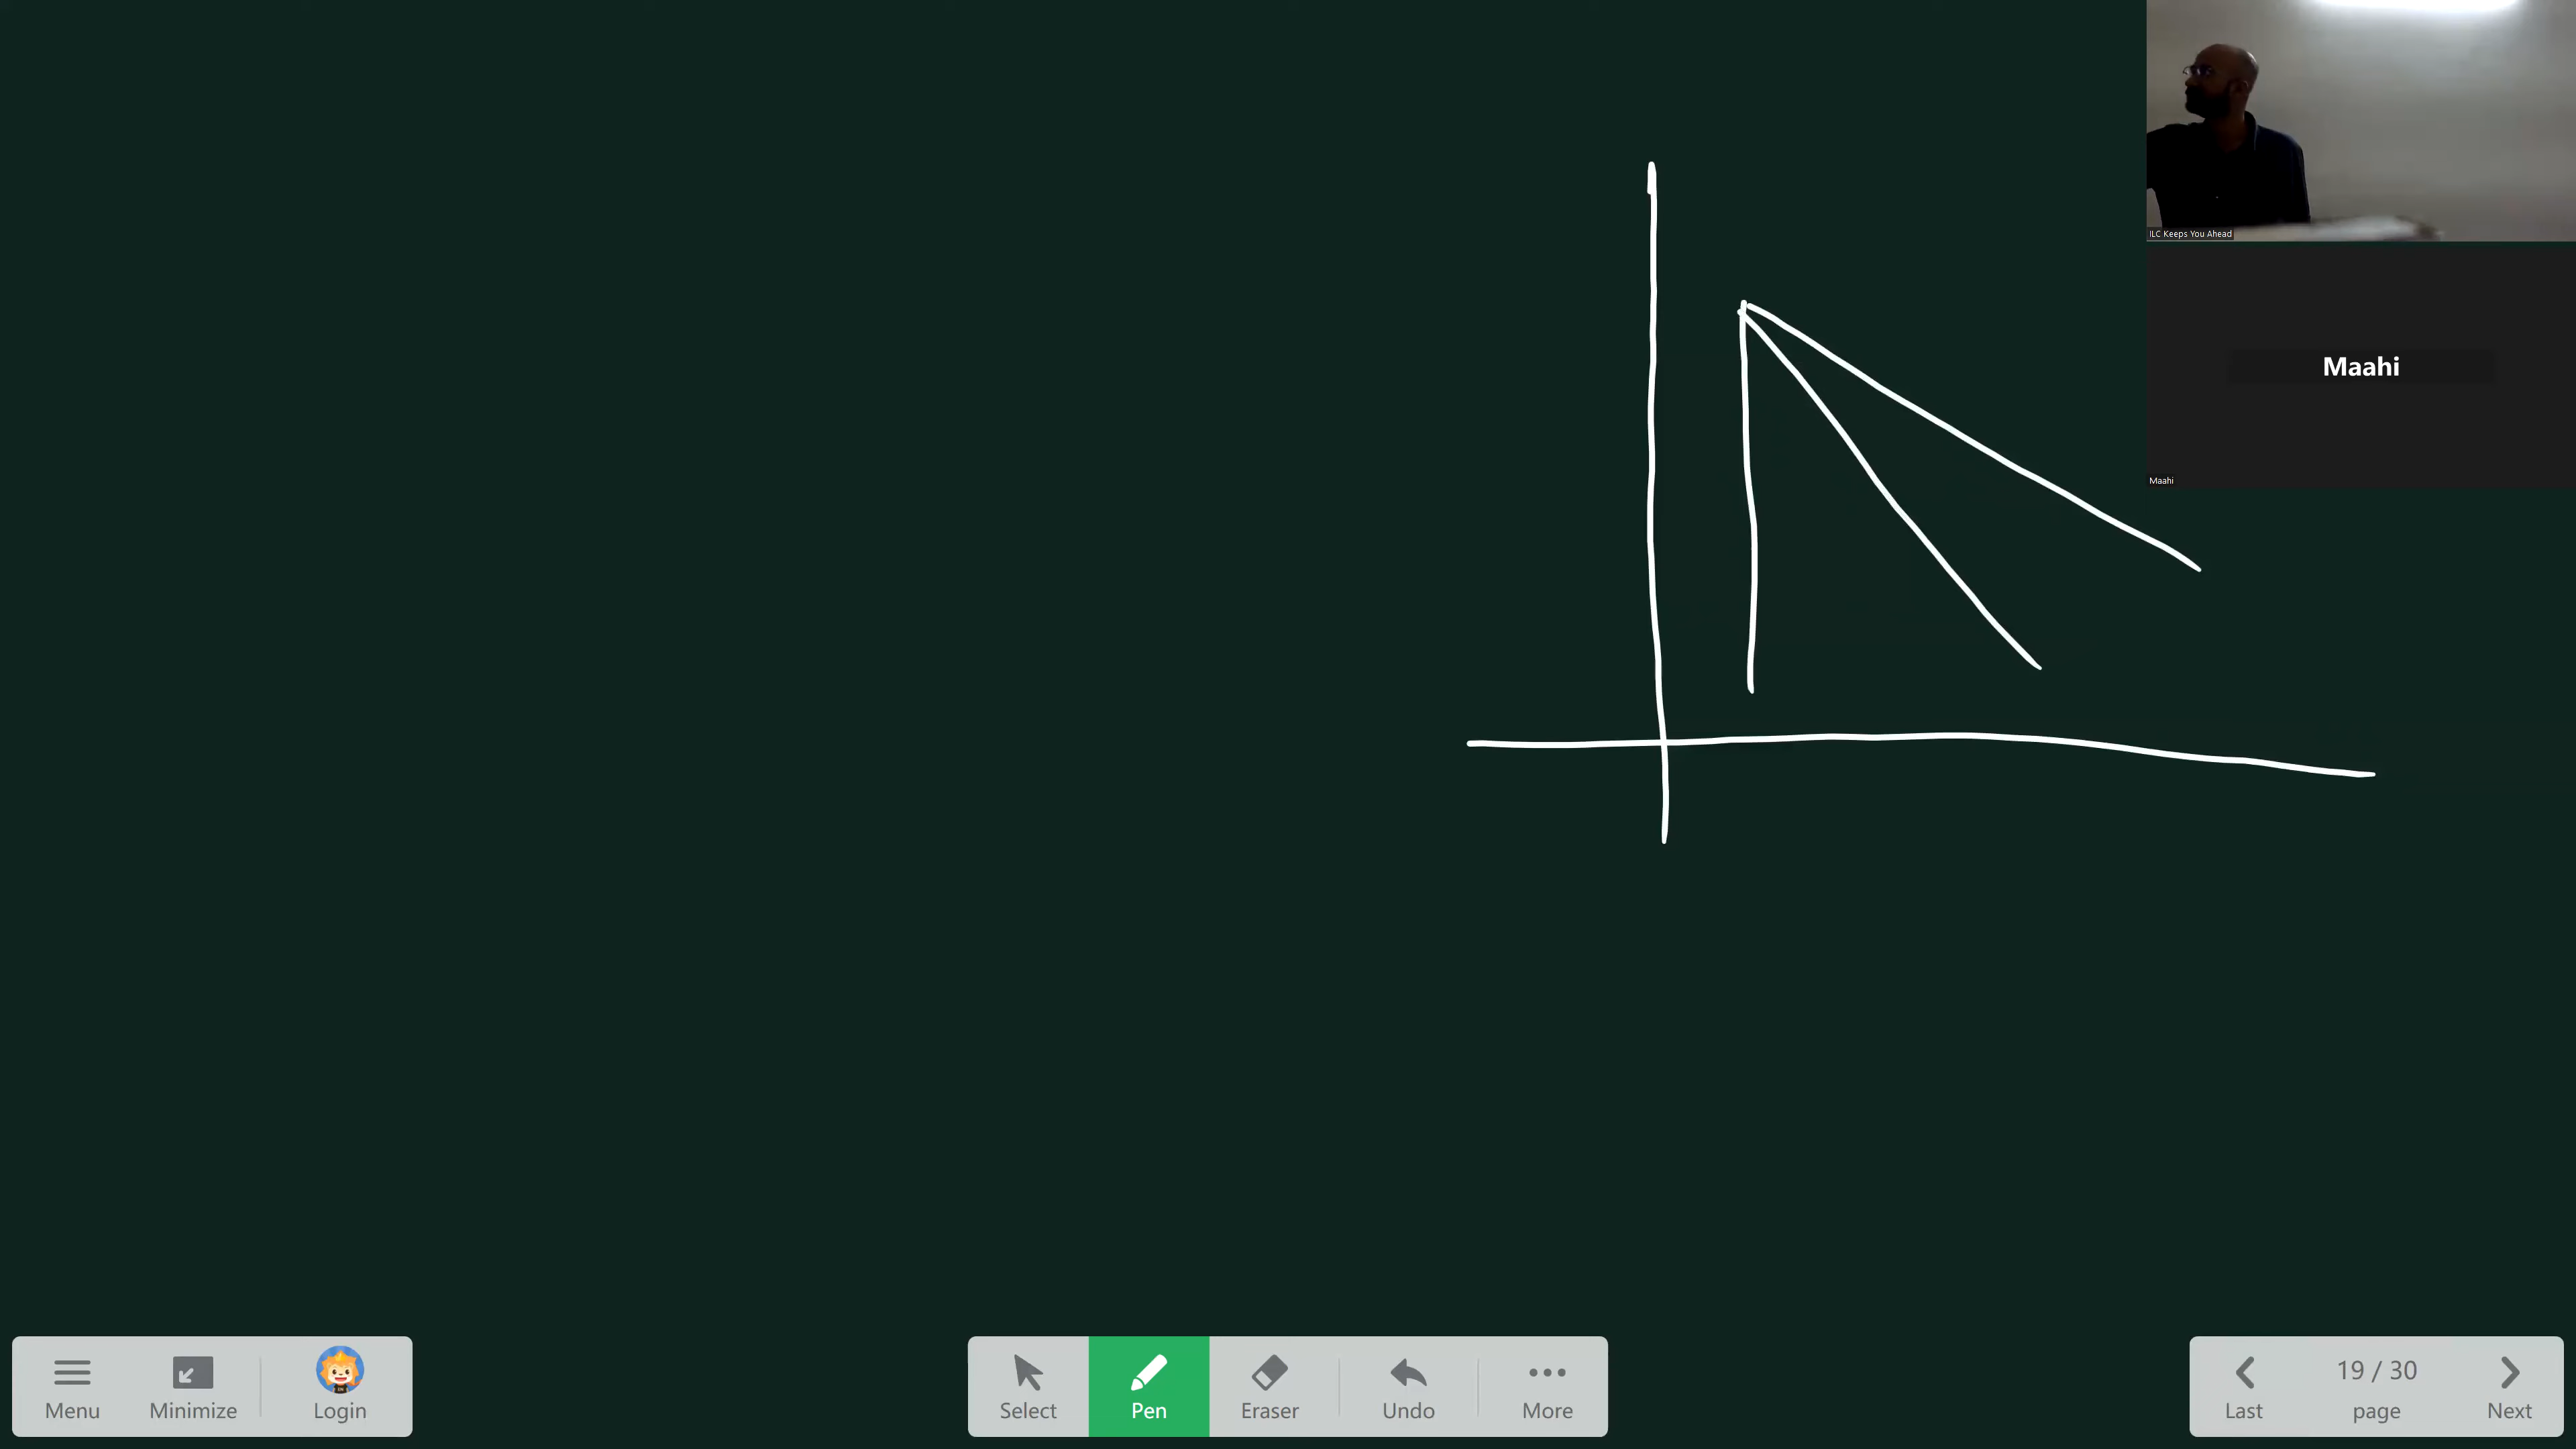 ILC Keeps You Ahead
Maahi
Maahi
Menu
Minimize
Login
Select
Pen
Eraser
Undo
More
Last
19 / 30
page
Next